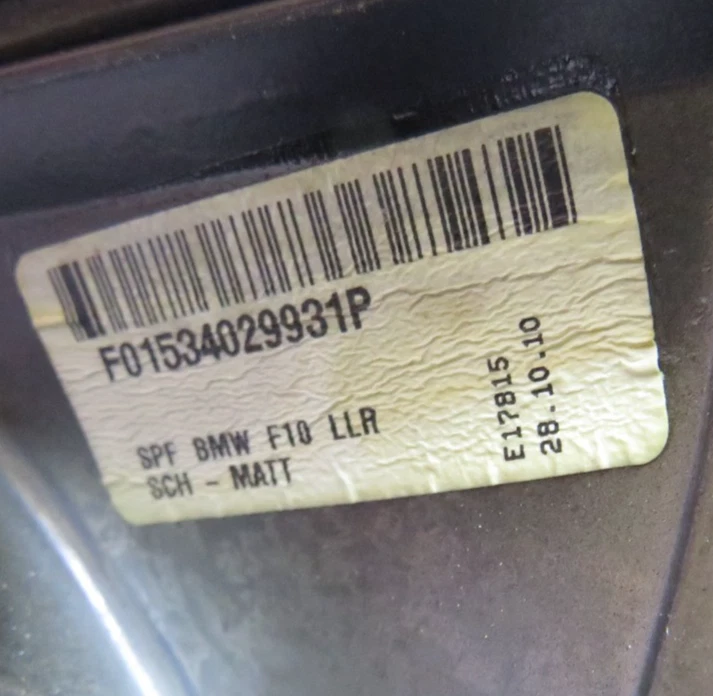 F01534029931P
SPF BMW F10 LLR
SCH - MATT
E17815
28.10.10